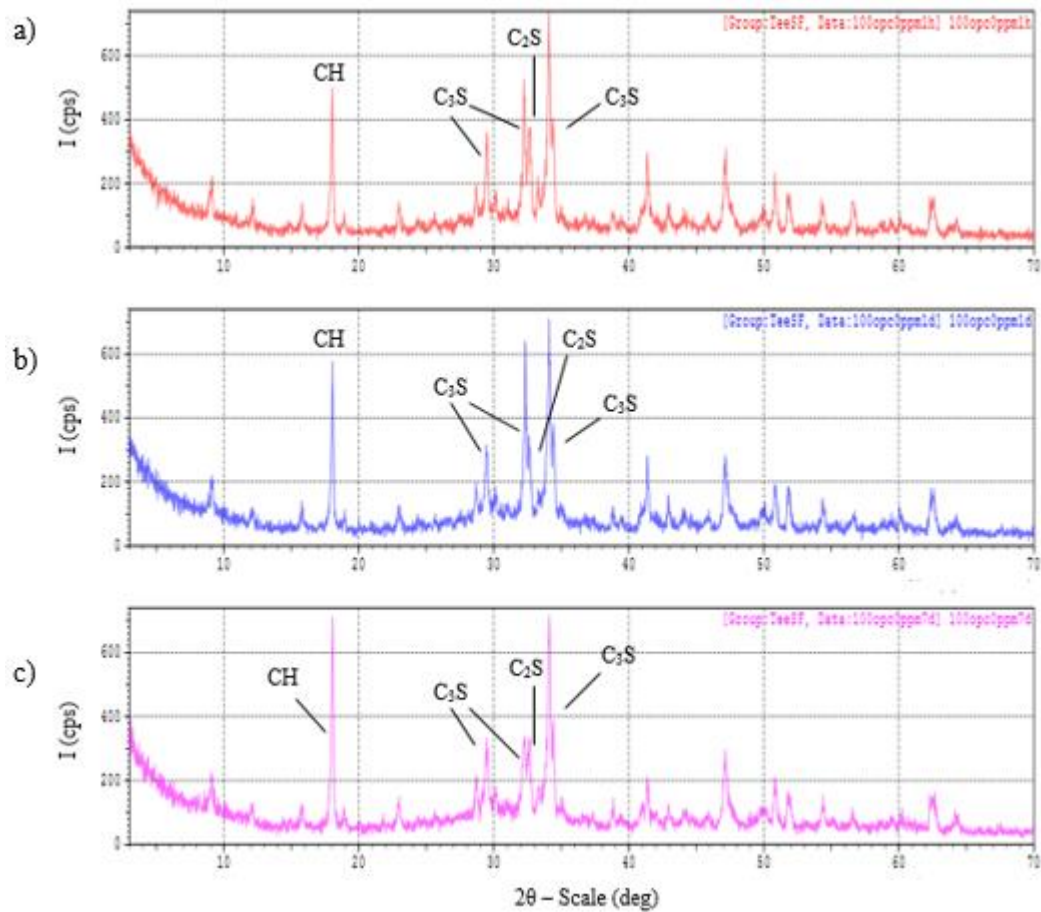 a)
[Group:TeeSF, Data:100opc0ppm1h] 100opc0ppm1h
I (cps)
600
400
200
0
CH
C₃S
C₂S
C₃S
10 20 30 40 50 60 70
b)
[Group:TeeSF, Data:100opc0ppm1d] 100opc0ppm1d
I (cps)
600
400
200
0
CH
C₃S
C₂S
C₃S
10 20 30 40 50 60 70
c)
[Group:TeeSF, Data:100opc0ppm7d] 100opc0ppm7d
I (cps)
600
400
200
0
CH
C₃S
C₂S
C₃S
10 20 30 40 50 60 70
2θ – Scale (deg)